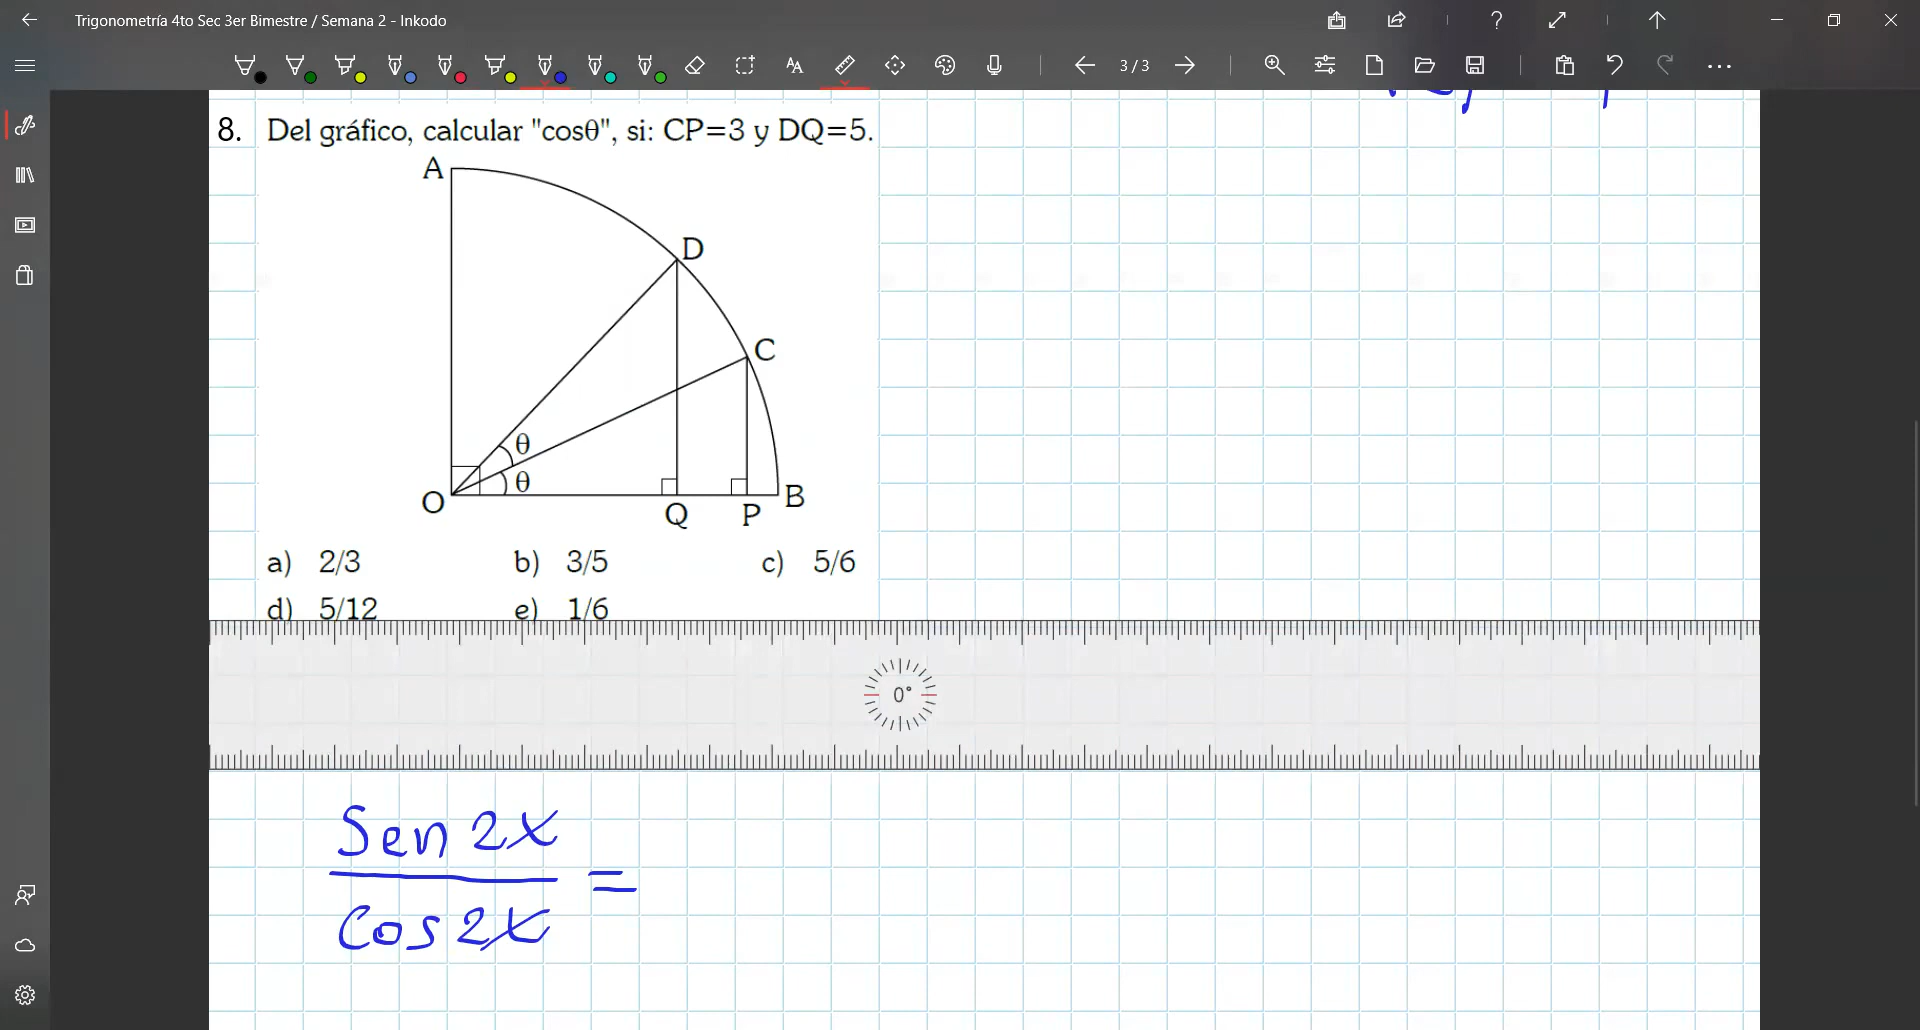 Trigonometría 4to Sec 3er Bimestre / Semana 2 - Inkodo
3 / 3
8. Del gráfico, calcular "cosθ", si: CP=3 y DQ=5.
A
D
C
θ
θ
O
Q
P
B
a) 2/3 b) 3/5 c) 5/6
d) 5/12 e) 1/6
0°
Sen 2x
=
Cos 2x